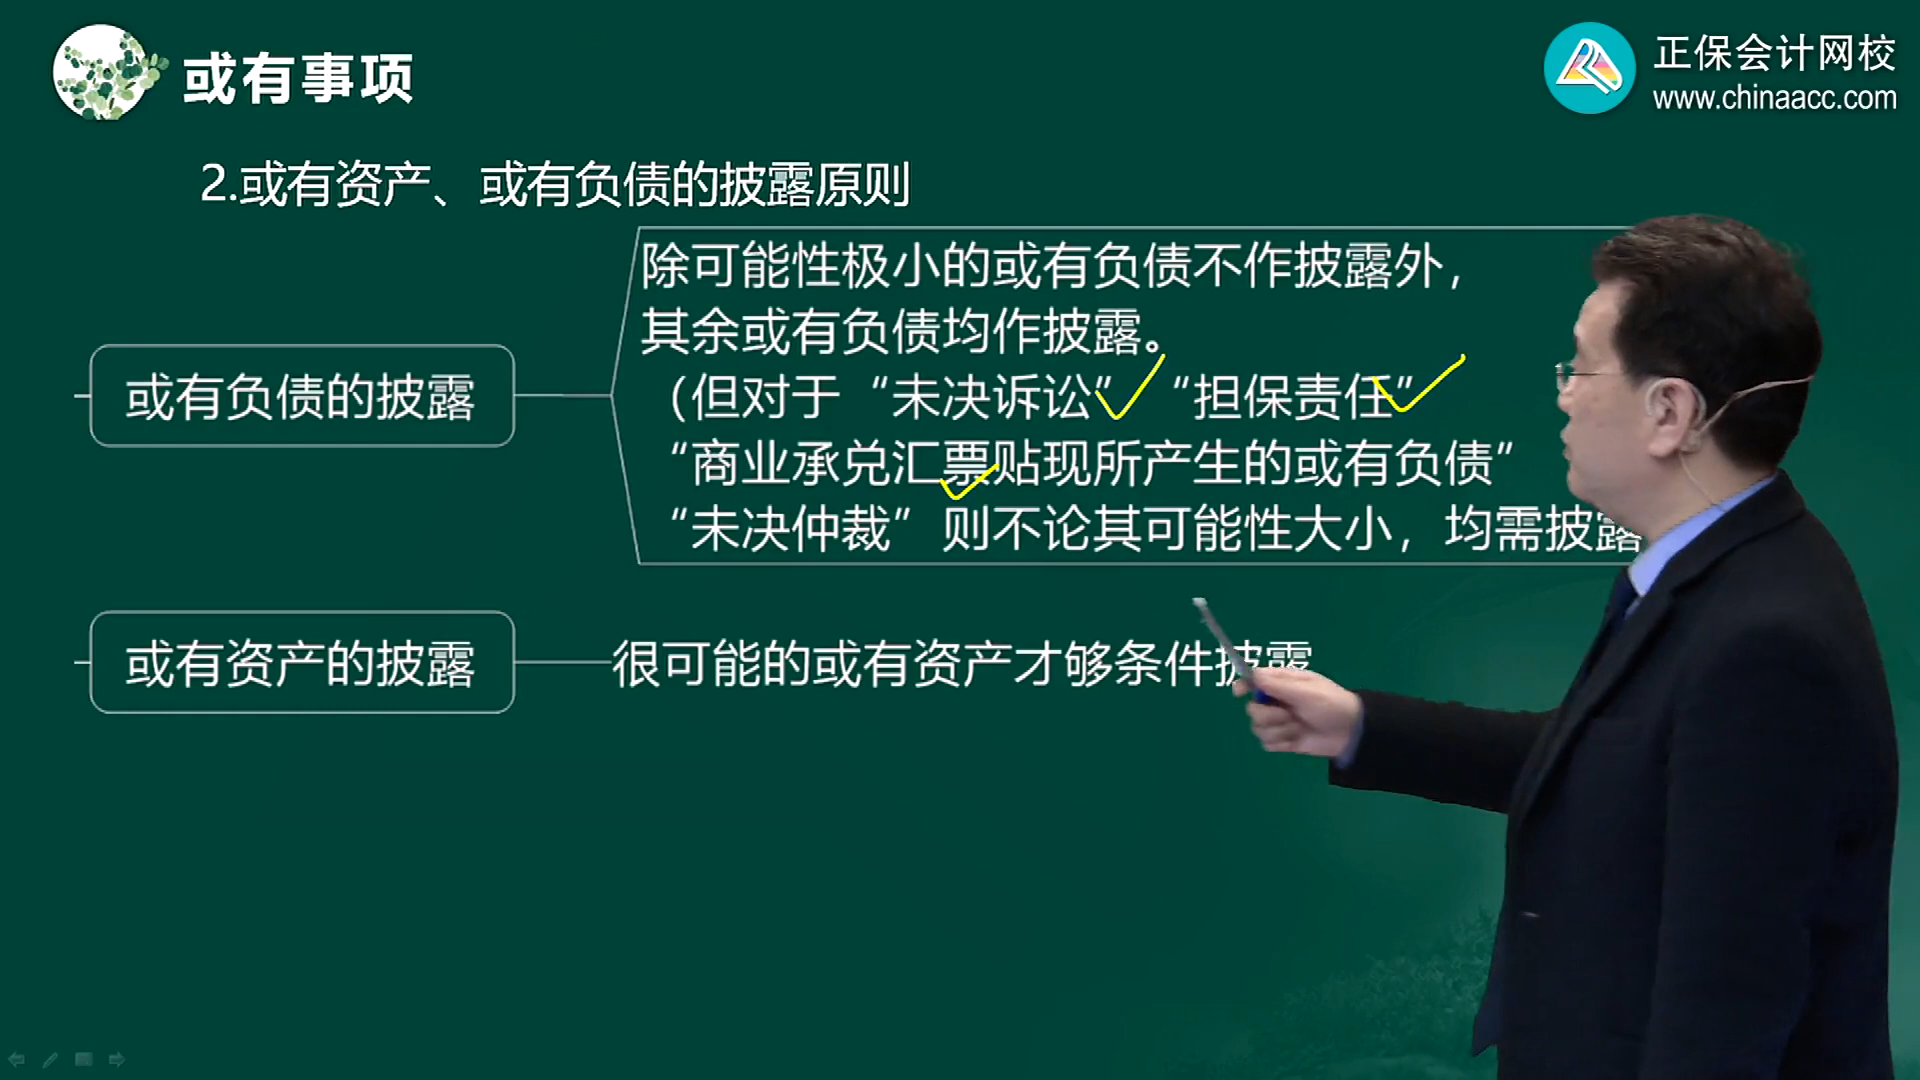 或有事项
正保会计网校
www.chinaacc.com
2.或有资产、或有负债的披露原则
除可能性极小的或有负债不作披露外，
其余或有负债均作披露。
（但对于“未决诉讼”“担保责任”
“商业承兑汇票贴现所产生的或有负债”
“未决仲裁”则不论其可能性大小，均需披露
或有负债的披露
或有资产的披露
很可能的或有资产才够条件披露